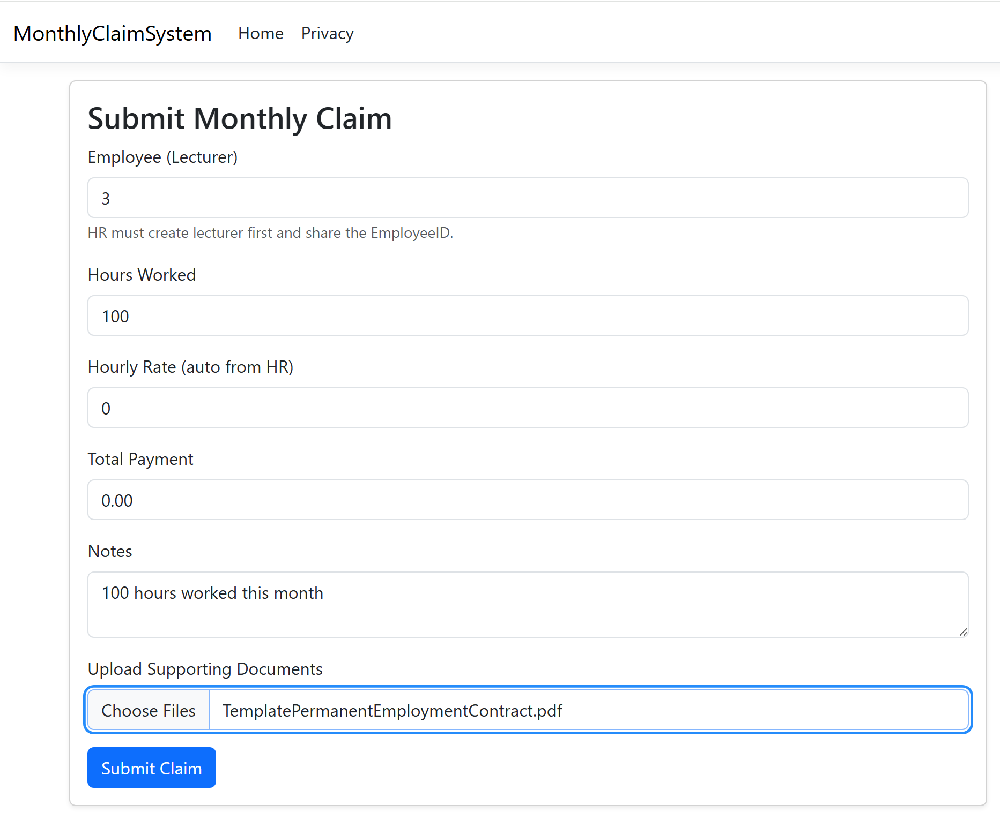 MonthlyClaimSystem Home Privacy
Submit Monthly Claim
Employee (Lecturer)
3
HR must create lecturer first and share the EmployeeID.
Hours Worked
100
Hourly Rate (auto from HR)
0
Total Payment
0.00
Notes
100 hours worked this month
Upload Supporting Documents
Choose Files TemplatePermanentEmploymentContract.pdf
Submit Claim